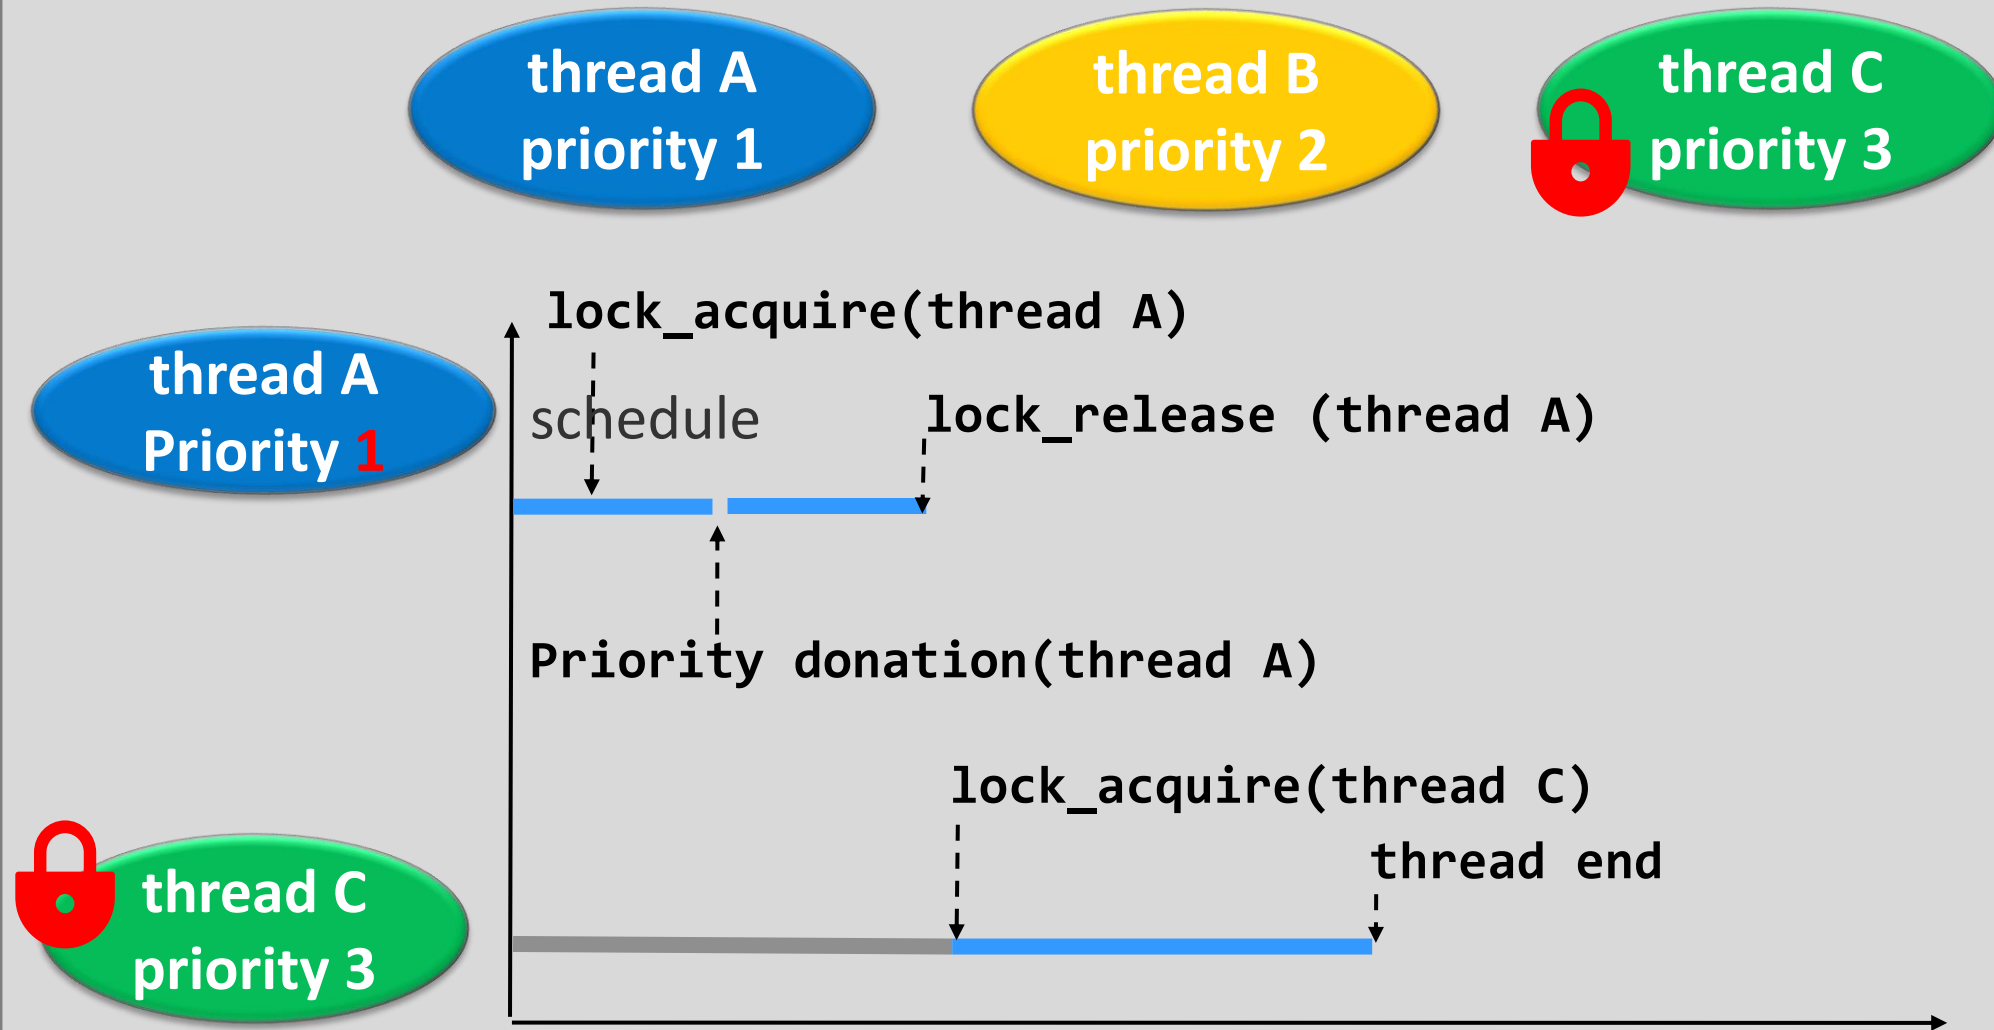 thread A
priority 1
thread B
priority 2
thread C
priority 3
lock_acquire(thread A)
thread A
Priority 1
schedule
lock_release (thread A)
Priority donation(thread A)
lock_acquire(thread C)
thread end
thread C
priority 3